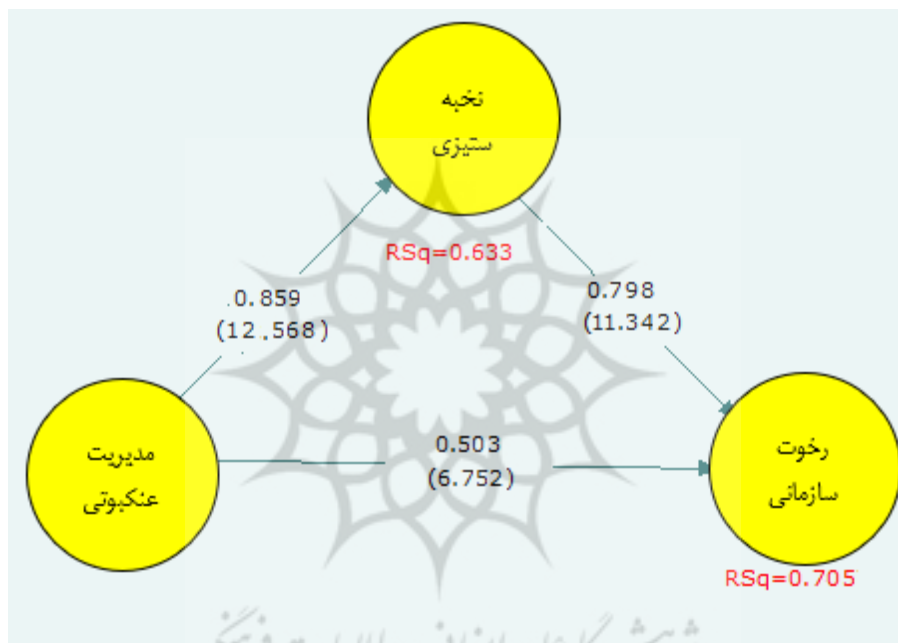 نخبه
ستیزی
RSq=0.633
0.859
(12.568)
0.798
(11.342)
مدیریت
عنکبوتی
0.503
(6.752)
رخوت
سازمانی
RSq=0.705